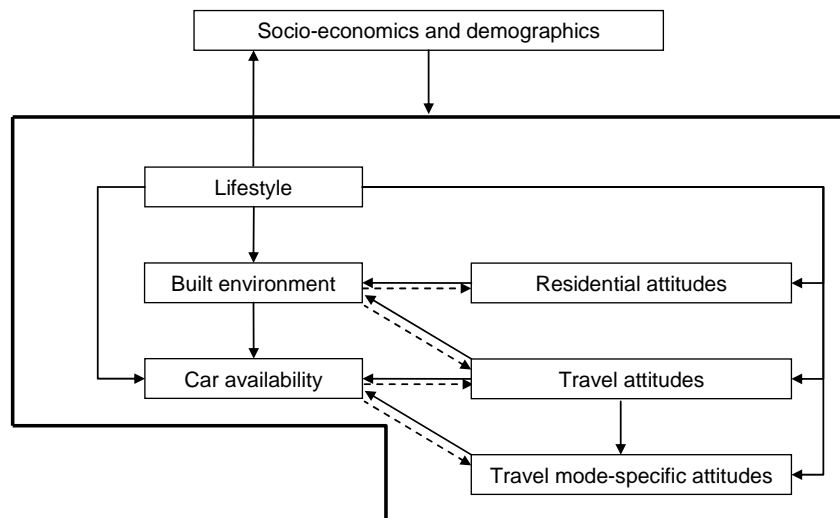 Socio-economics and demographics
Lifestyle
Built environment
Residential attitudes
Car availability
Travel attitudes
Travel mode-specific attitudes